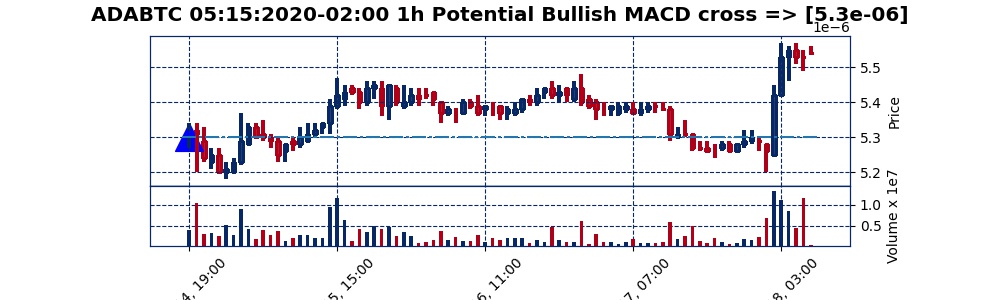 ADABTC 05:15:2020-02:00 1h Potential Bullish MACD cross => [5.3e-06]
1e−6
5.5
5.4
5.3
5.2
Price
1.0
0.5
Volume x 1e7
4, 19:00
5, 15:00
6, 11:00
7, 07:00
8, 03:00